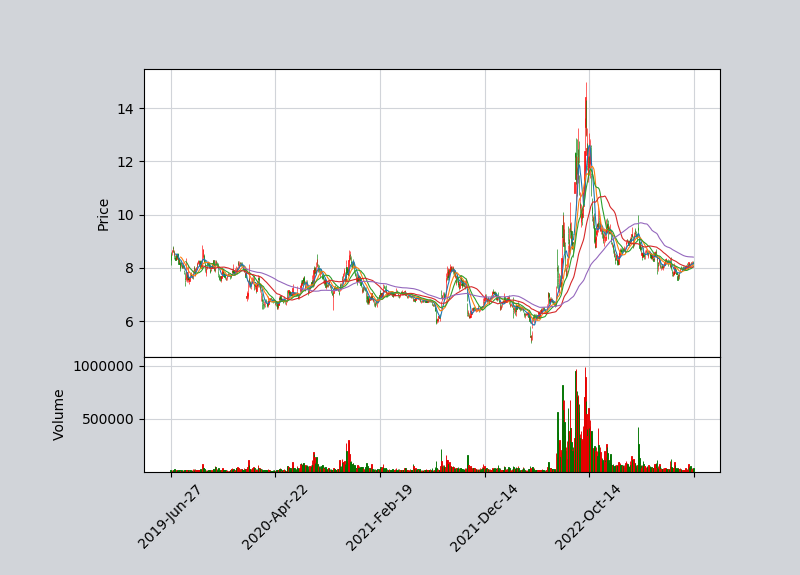 14
12
10
8
6
Price
1000000
500000
Volume
2019-Jun-27
2020-Apr-22
2021-Feb-19
2021-Dec-14
2022-Oct-14